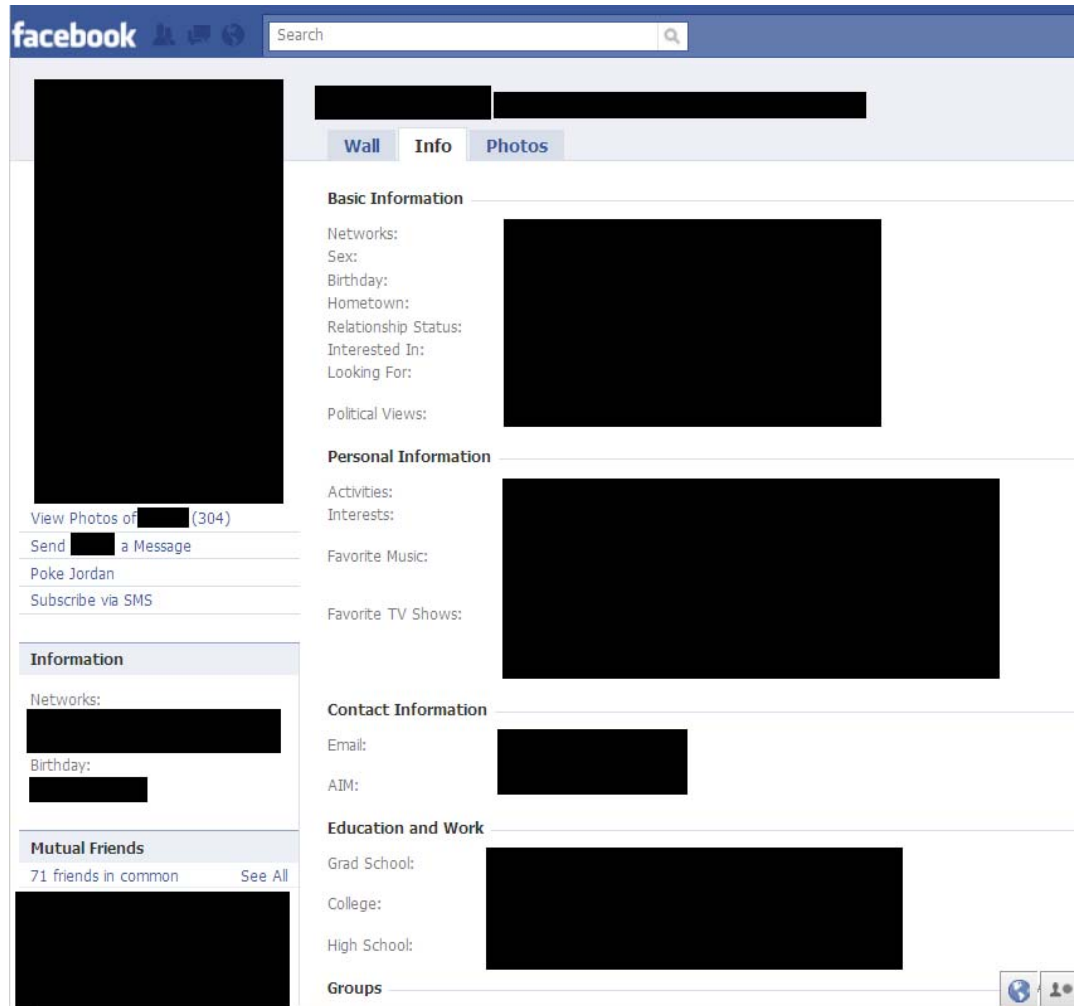 facebook
Search
Wall Info Photos
Basic Information
Networks:
Sex:
Birthday:
Hometown:
Relationship Status:
Interested In:
Looking For:
Political Views:
Personal Information
Activities:
Interests:
Favorite Music:
Favorite TV Shows:
Contact Information
Email:
AIM:
Education and Work
Grad School:
College:
High School:
Groups
View Photos of (304)
Send a Message
Poke Jordan
Subscribe via SMS
Information
Networks:
Birthday:
Mutual Friends
71 friends in common See All